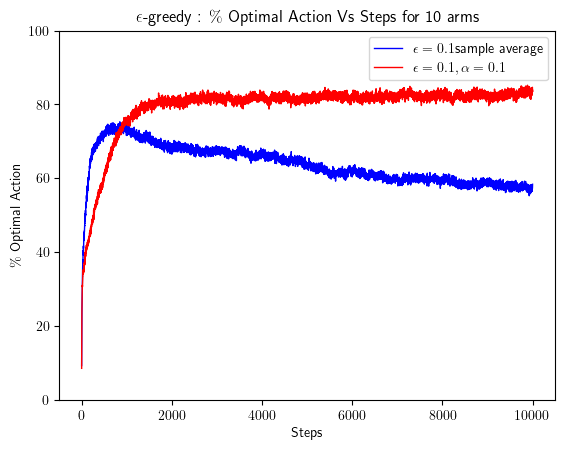 ϵ-greedy : % Optimal Action Vs Steps for 10 arms
ϵ = 0.1sample average
ϵ = 0.1, α = 0.1
100
80
60
40
20
0
% Optimal Action
0 2000 4000 6000 8000 10000
Steps